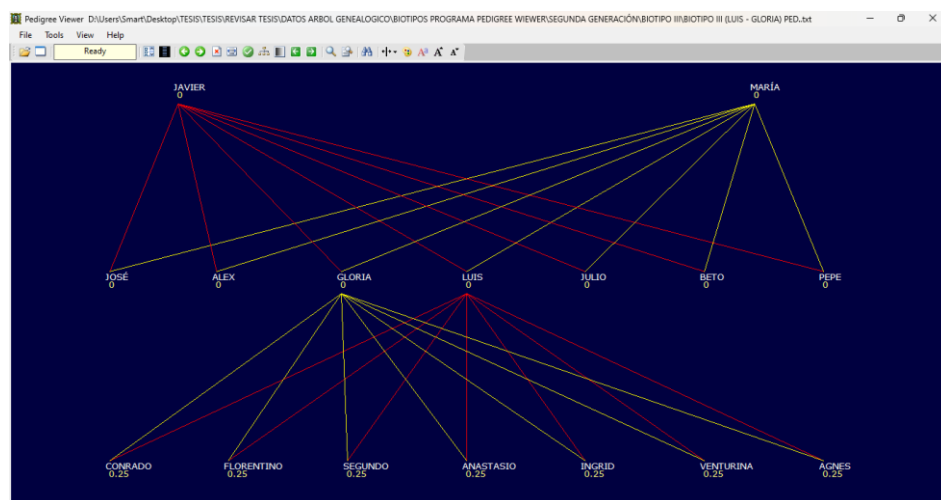 Pedigree Viewer D:\Users\Smart\Desktop\TESIS\TESIS\REVISAR TESIS\DATOS ARBOL GENEALOGICO\BIOTIPOS PROGRAMA PEDIGREE WIEWER\SEGUNDA GENERACIÓN\BIOTIPO III\BIOTIPO III (LUIS - GLORIA) PED..txt
File Tools View Help
Ready
JAVIER MARÍA
0 0
JOSÉ ALEX GLORIA LUIS JULIO BETO PEPE
0 0 0 0 0 0 0
CONRADO FLORENTINO SEGUNDO ANASTASIO INGRID VENTURINA AGNES
0.25 0.25 0.25 0.25 0.25 0.25 0.25